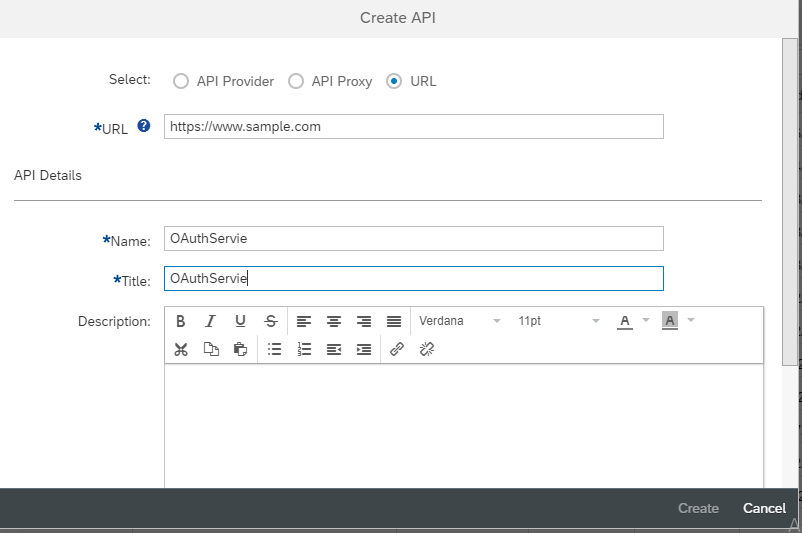 Create API
Select: API Provider API Proxy URL
*URL ? https://www.sample.com
API Details
*Name: OAuthServie
*Title: OAuthServie
Description: B I U S Verdana 11pt A A
Create Cancel
A